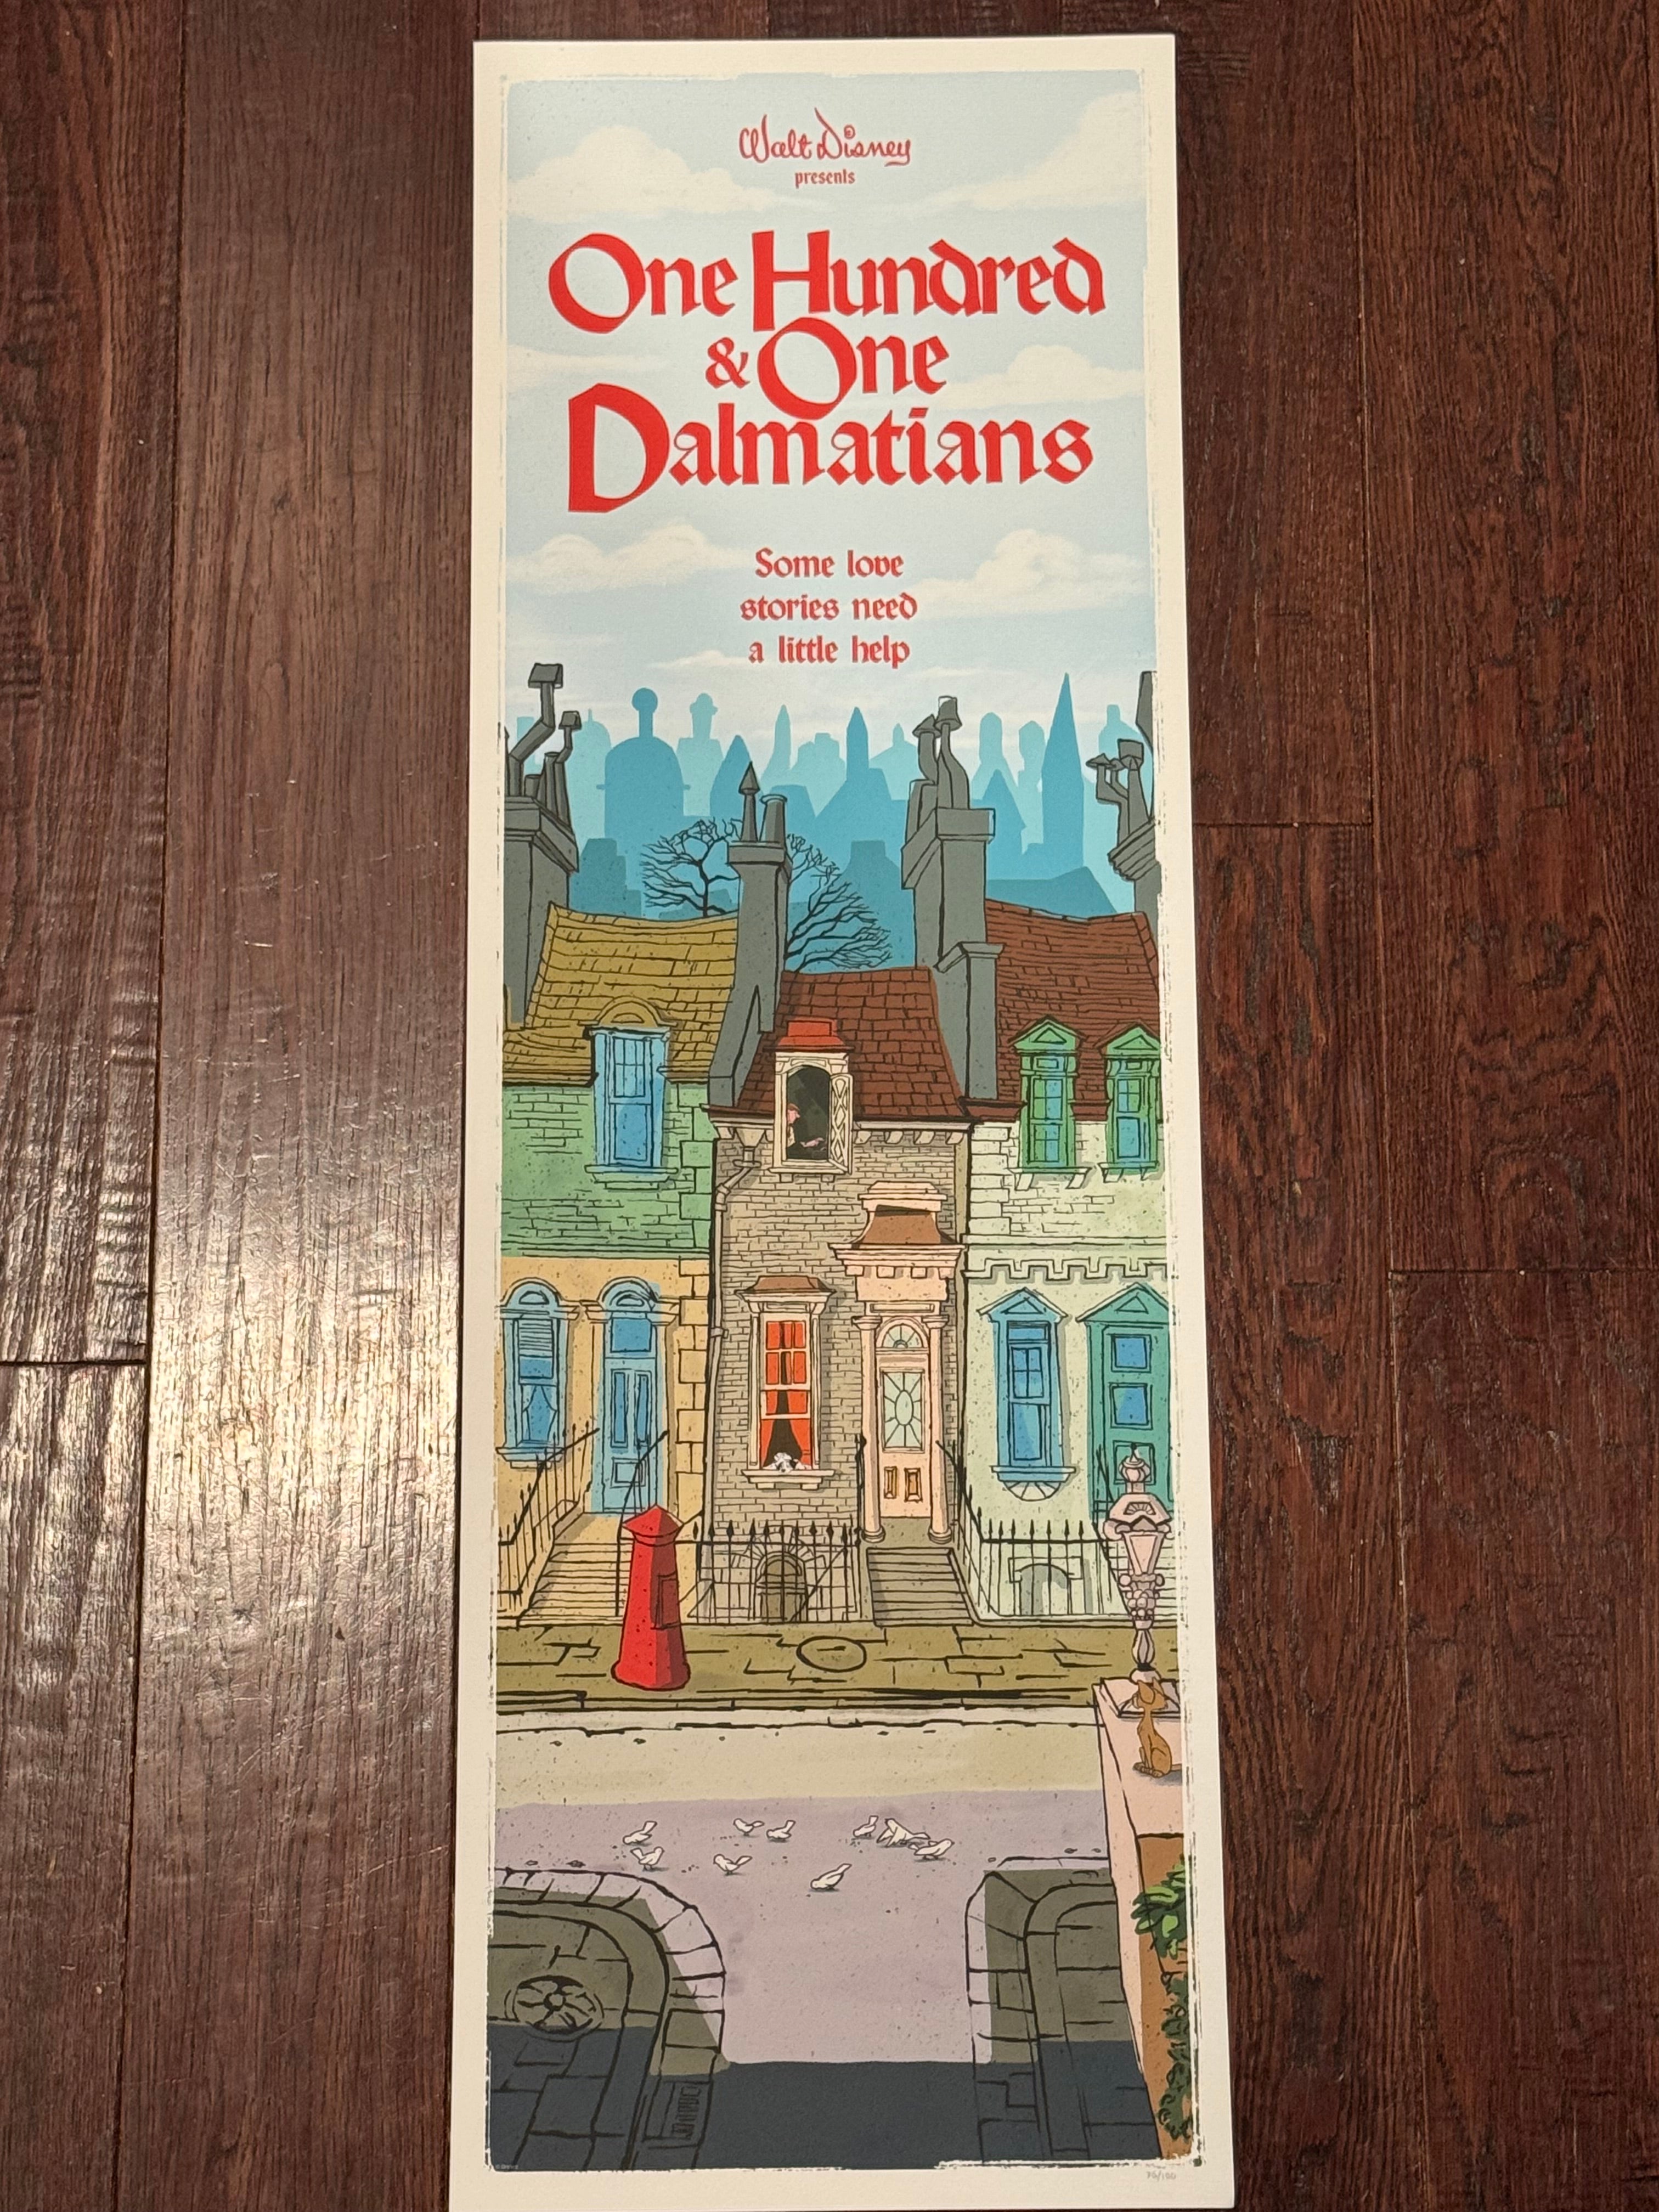 Walt Disney
presents
One Hundred
& One
Dalmatians
Some love
stories need
a little help